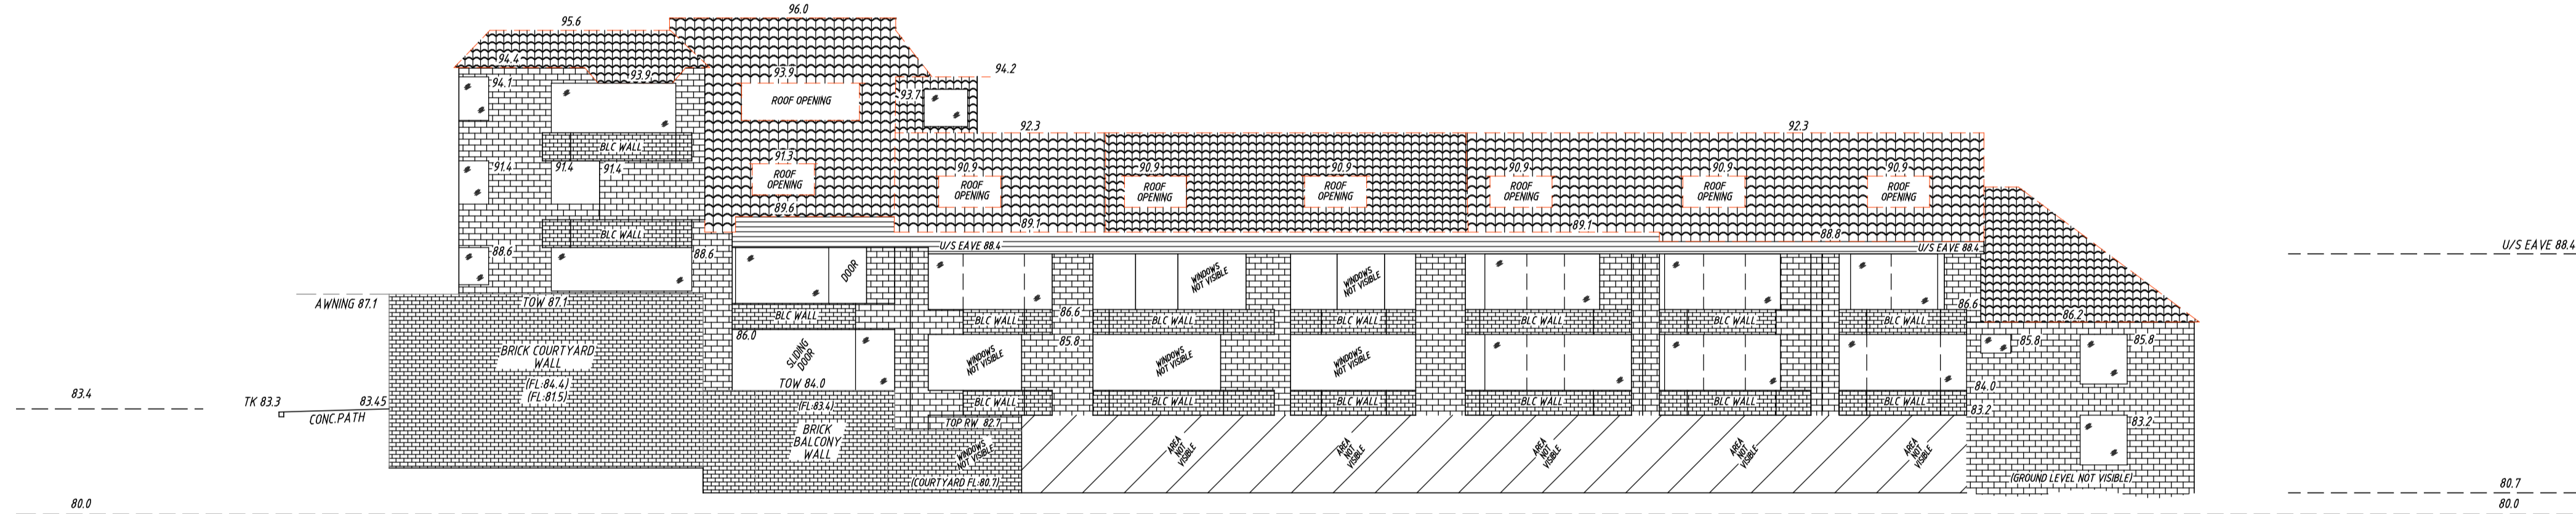 96.0
95.6
94.4
93.9
93.9
94.2
94.1
93.7
ROOF OPENING
92.3
92.3
BLC WALL
91.3
91.4
91.4
91.4
ROOF
OPENING
90.9
90.9
90.9
90.9
90.9
90.9
ROOF
OPENING
ROOF
OPENING
ROOF
OPENING
ROOF
OPENING
ROOF
OPENING
ROOF
OPENING
89.6
89.1
89.1
88.8
BLC WALL
U/S EAVE 88.4
U/S EAVE 88.4
U/S EAVE 88.4
88.6
88.6
DOOR
WINDOWS
NOT VISIBLE
WINDOWS
NOT VISIBLE
AWNING 87.1
TOW 87.1
86.6
86.6
86.2
BLC WALL
BLC WALL
BLC WALL
BLC WALL
BLC WALL
BLC WALL
BLC WALL
86.0
85.8
85.8
85.8
BRICK COURTYARD
WALL
(FL:84.4)
(FL:81.5)
SLIDING
DOOR
WINDOWS
NOT VISIBLE
WINDOWS
NOT VISIBLE
WINDOWS
NOT VISIBLE
TOW 84.0
84.0
83.4
TK 83.3
83.45
CONC.PATH
(FL:83.4)
BLC WALL
BLC WALL
BLC WALL
BLC WALL
BLC WALL
BLC WALL
83.2
83.2
BRICK
BALCONY
WALL
TOP RW 82.7
WINDOWS
NOT VISIBLE
AREA
NOT
VISIBLE
AREA
NOT
VISIBLE
AREA
NOT
VISIBLE
AREA
NOT
VISIBLE
AREA
NOT
VISIBLE
(COURTYARD FL:80.7)
(GROUND LEVEL NOT VISIBLE)
80.7
80.0
80.0